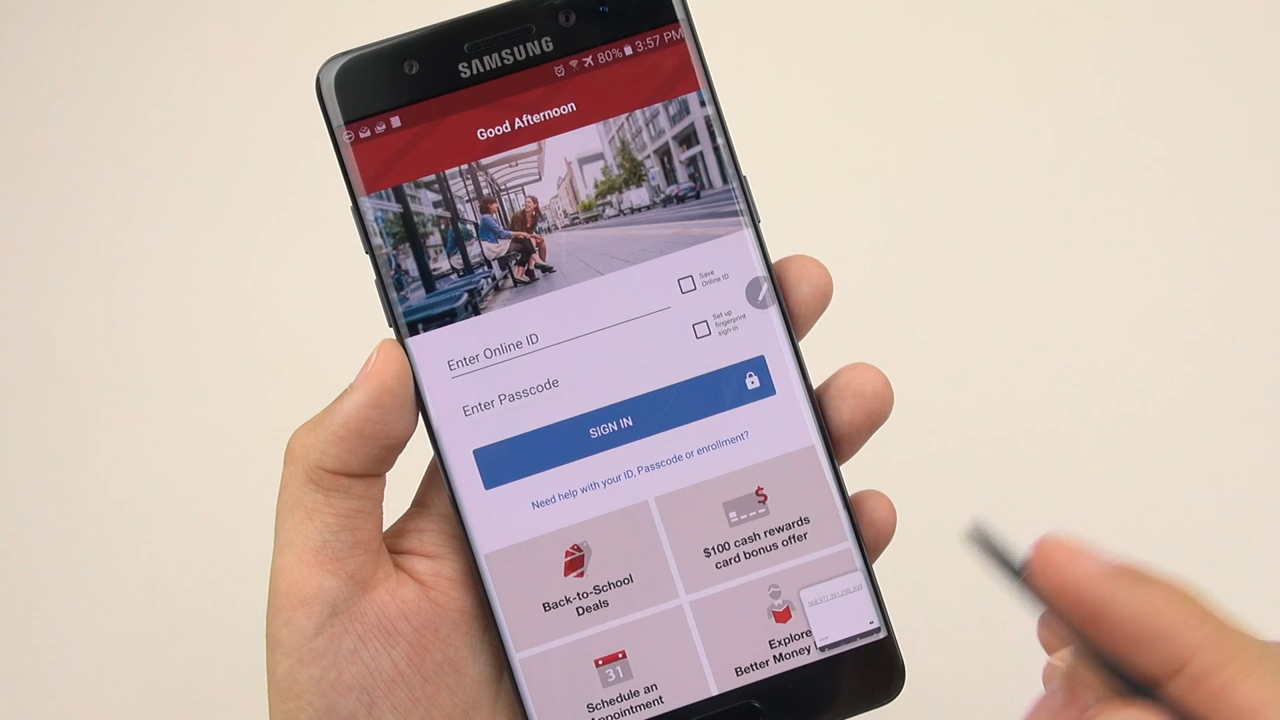 SAMSUNG
80% 3:57 PM
Good Afternoon
Save
Online ID
Enter Online ID
Set up
fingerprint
sign-in
Enter Passcode
SIGN IN
Need help with your ID, Passcode or enrollment?
Back-to-School
Deals
$100 cash rewards
card bonus offer
Schedule an
Appointment
31
Explore
Better Money